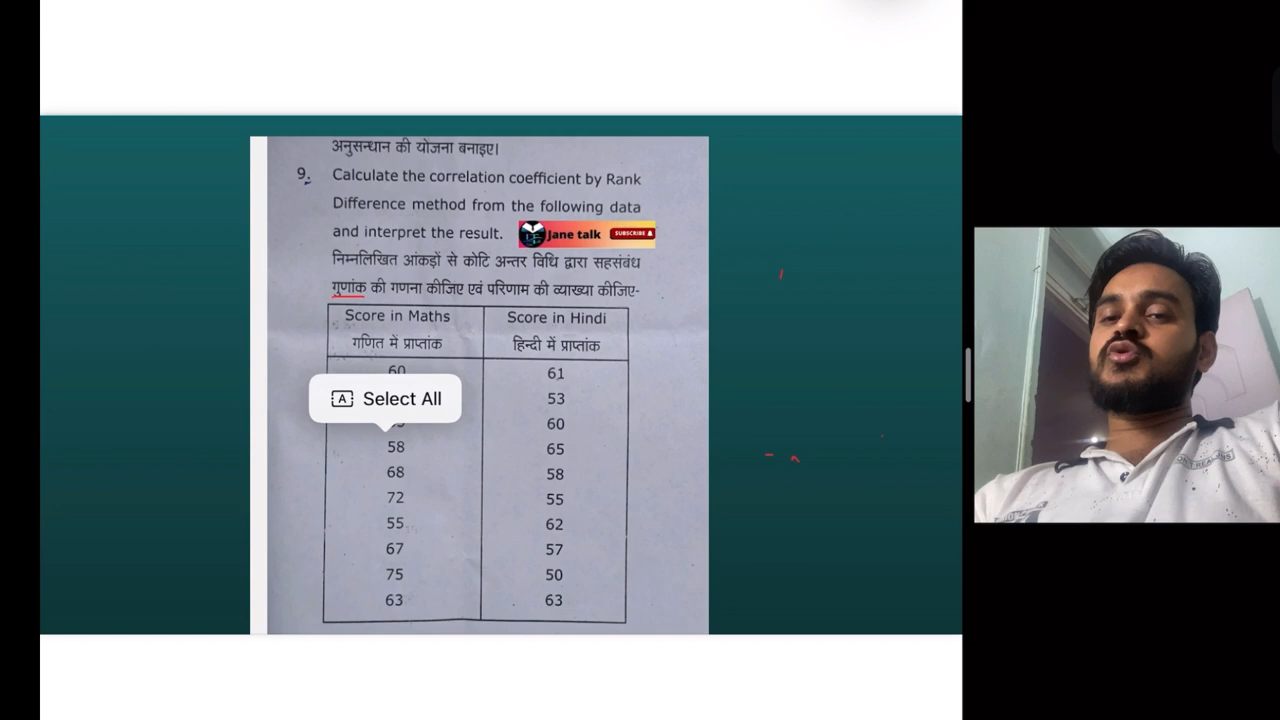 अनुसन्धान की योजना बनाइए।
9. Calculate the correlation coefficient by Rank
Difference method from the following data
and interpret the result.
Jane talk SUBSCRIBE
निम्नलिखित आंकड़ों से कोटि अन्तर विधि द्वारा सहसंबंध
गुणांक की गणना कीजिए एवं परिणाम की व्याख्या कीजिए-
Score in Maths Score in Hindi
गणित में प्राप्तांक हिन्दी में प्राप्तांक
60 61
Select All 53
60
58 65
68 58
72 55
55 62
67 57
75 50
63 63